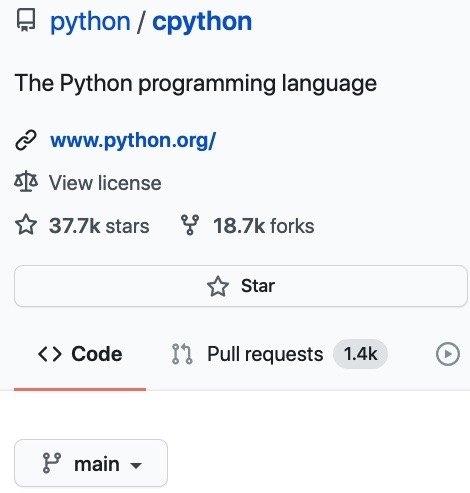 python / cpython
The Python programming language
www.python.org/
View license
37.7k stars 18.7k forks
Star
<> Code Pull requests 1.4k
main